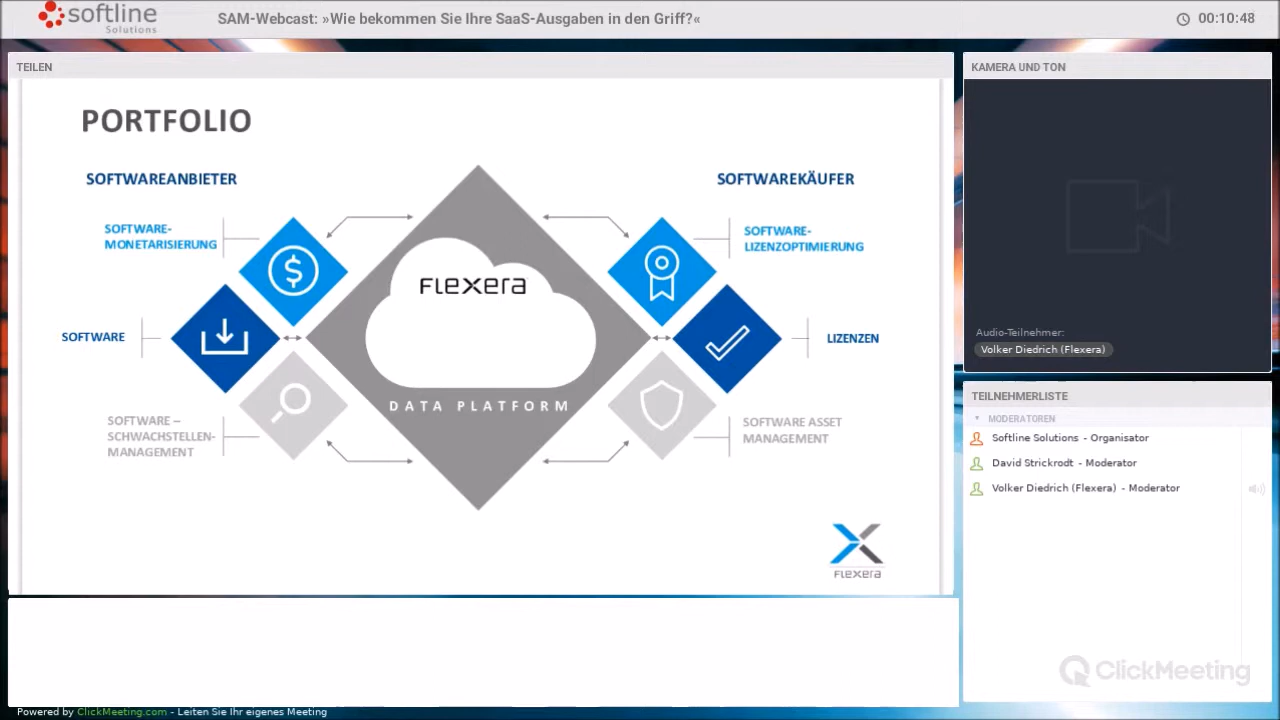 softline
Solutions
SAM-Webcast: »Wie bekommen Sie Ihre SaaS-Ausgaben in den Griff?«
00:10:48
TEILEN
PORTFOLIO
SOFTWAREANBIETER
SOFTWARE-
MONETARISIERUNG
SOFTWARE
SOFTWARE –
SCHWACHSTELLEN-
MANAGEMENT
FLEXERA
DATA PLATFORM
SOFTWAREKÄUFER
SOFTWARE-
LIZENZOPTIMIERUNG
LIZENZEN
SOFTWARE ASSET
MANAGEMENT
FLEXERA
KAMERA UND TON
Audio-Teilnehmer:
Volker Diedrich (Flexera)
TEILNEHMERLISTE
MODERATOREN
Softline Solutions - Organisator
David Strickrodt - Moderator
Volker Diedrich (Flexera) - Moderator
ClickMeeting
Powered by ClickMeeting.com - Leiten Sie Ihr eigenes Meeting